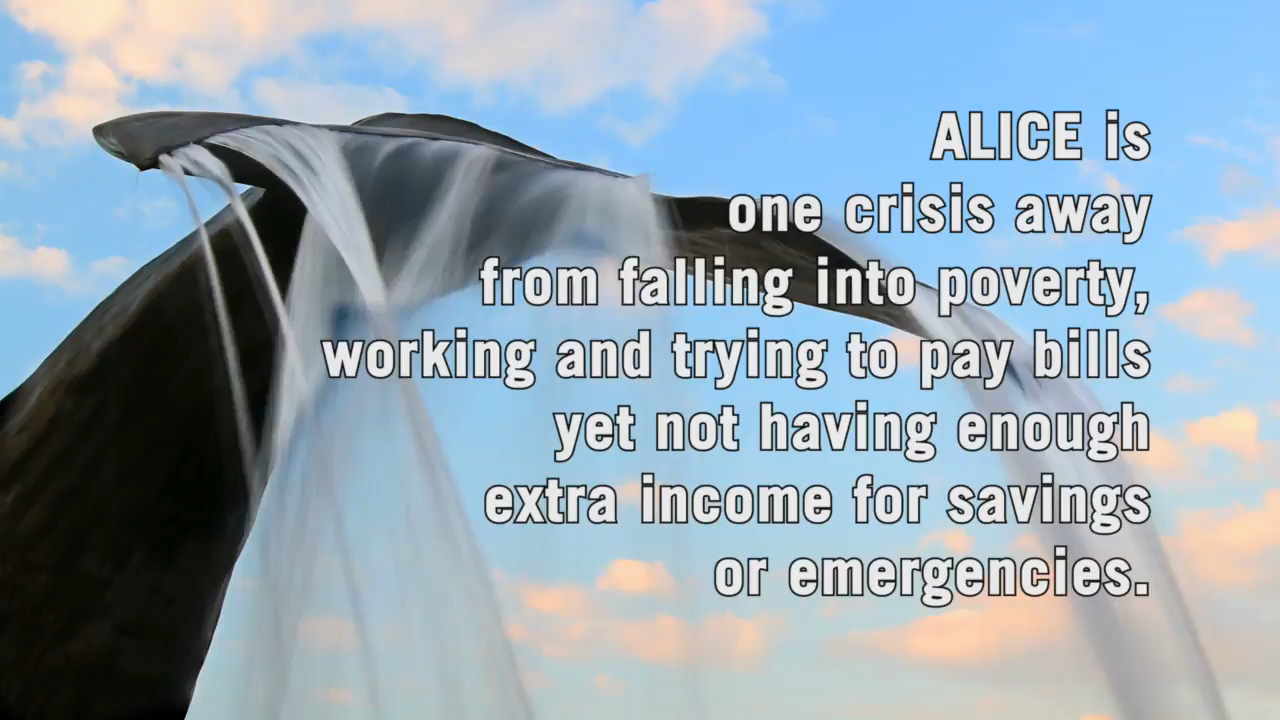 ALICE is
one crisis away
from falling into poverty,
working and trying to pay bills
yet not having enough
extra income for savings
or emergencies.